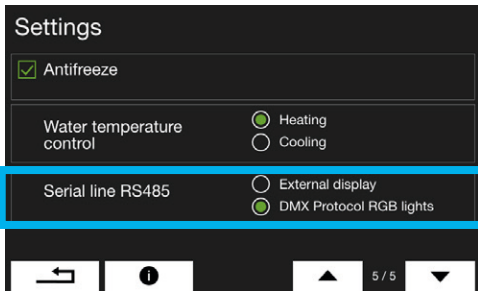 Settings
Antifreeze
Water temperature
control
Heating
Cooling
Serial line RS485
External display
DMX Protocol RGB lights
5/5